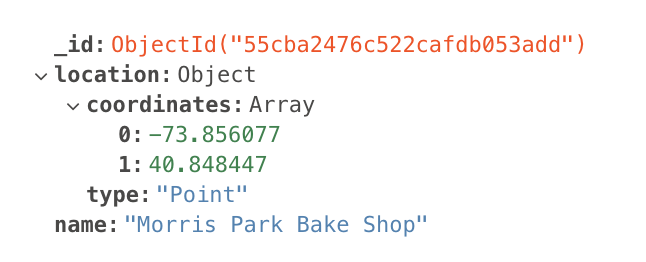 _id: ObjectId("55cba2476c522cafdb053add")
location: Object
coordinates: Array
0: -73.856077
1: 40.848447
type: "Point"
name: "Morris Park Bake Shop"